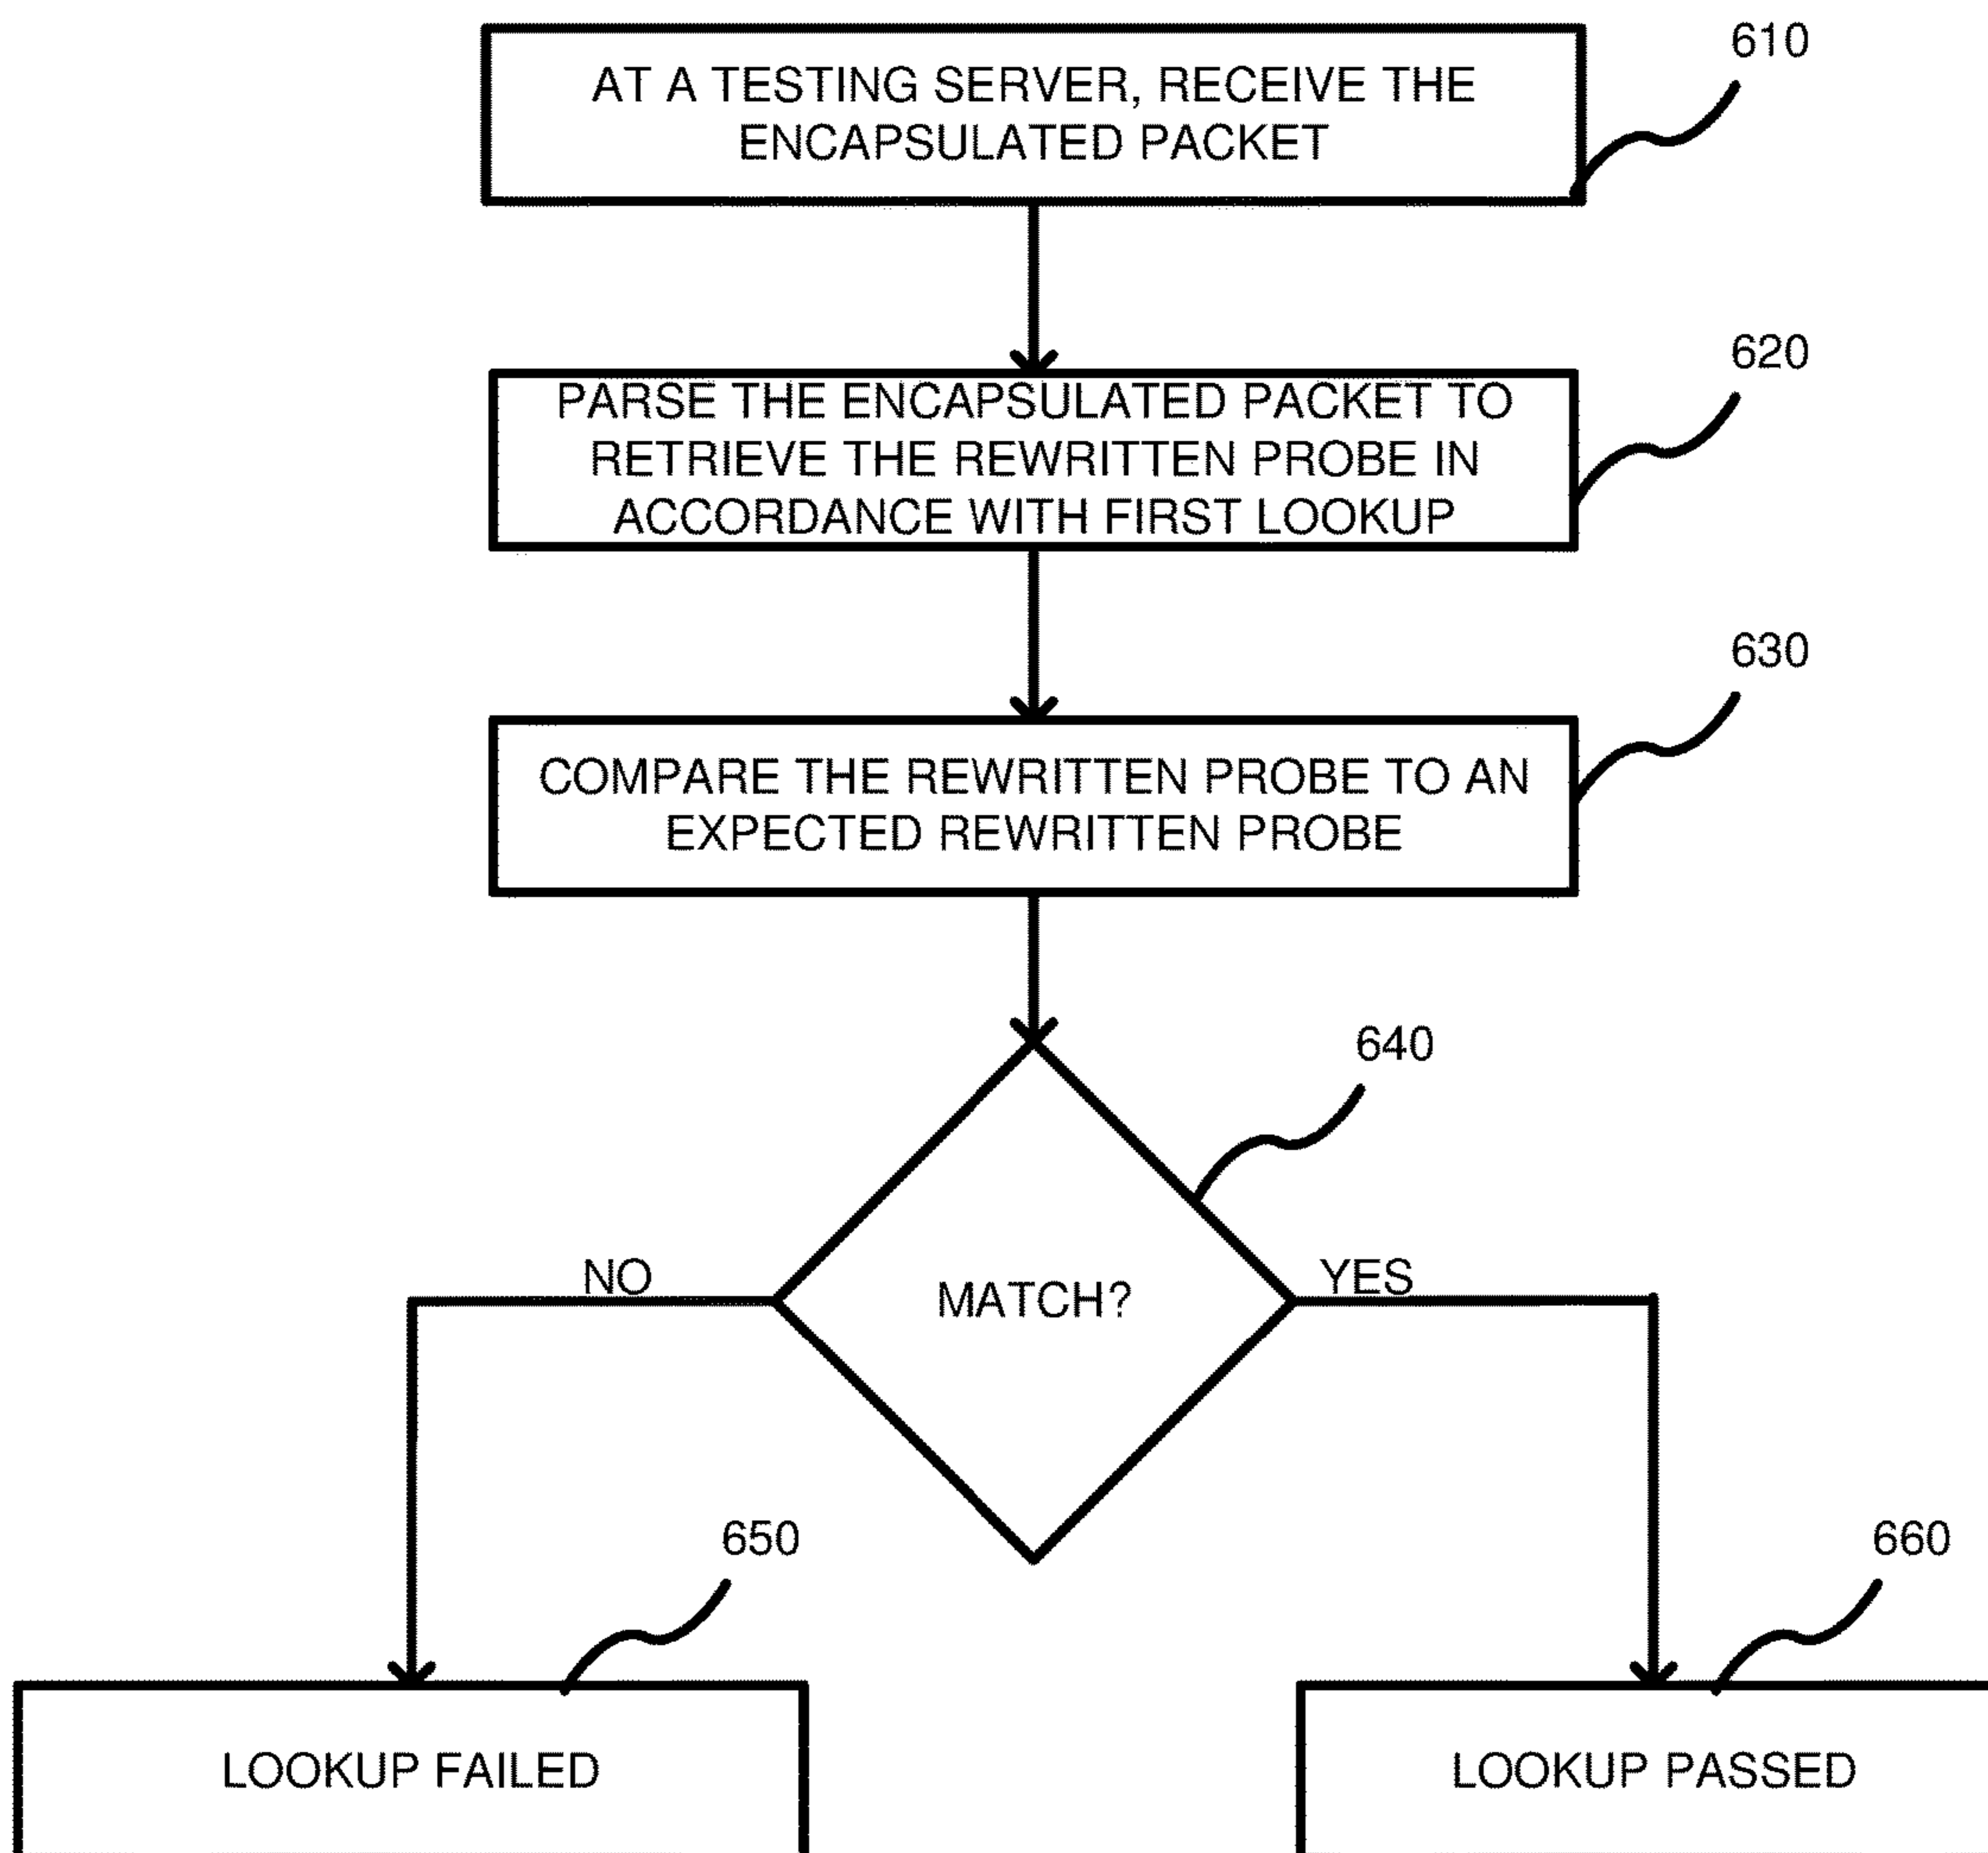 610
AT A TESTING SERVER, RECEIVE THE
ENCAPSULATED PACKET
620
PARSE THE ENCAPSULATED PACKET TO
RETRIEVE THE REWRITTEN PROBE IN
ACCORDANCE WITH FIRST LOOKUP
630
COMPARE THE REWRITTEN PROBE TO AN
EXPECTED REWRITTEN PROBE
640
NO
YES
MATCH?
650
660
LOOKUP FAILED
LOOKUP PASSED